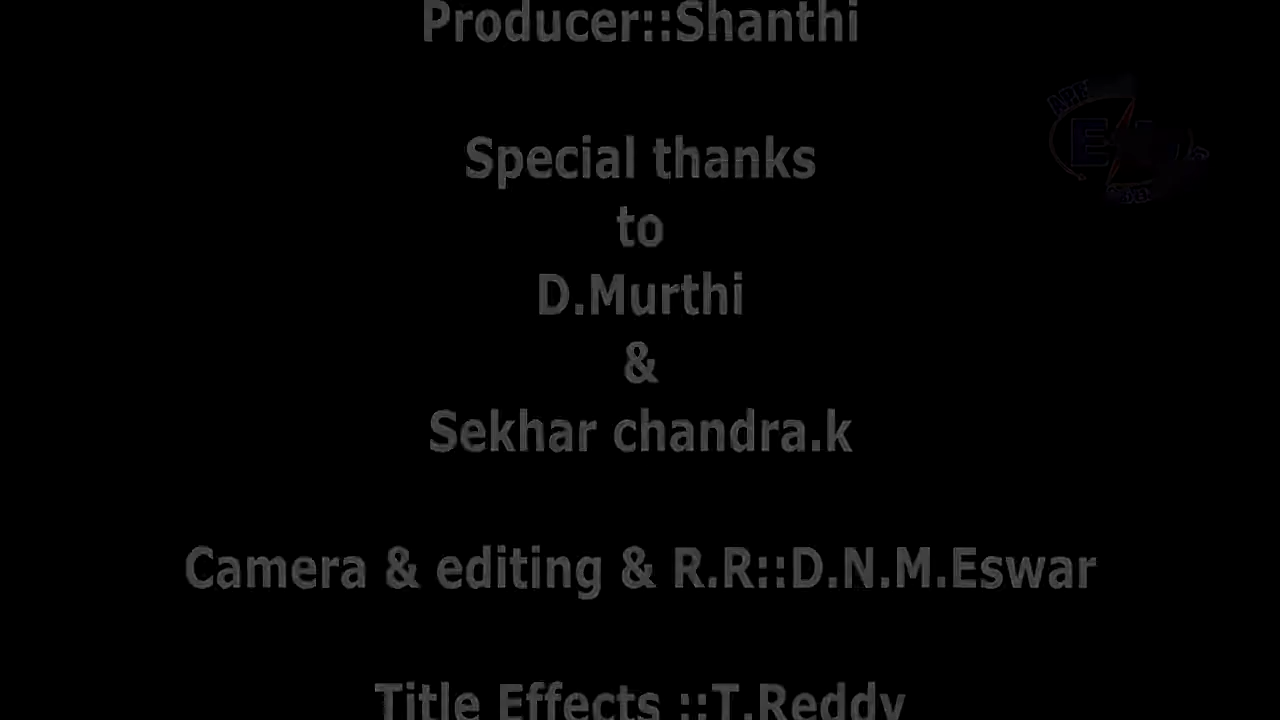 Producer::Shanthi
Special thanks
to
D.Murthi
&
Sekhar chandra.k
Camera & editing & R.R::D.N.M.Eswar
Title Effects ::T.Reddy